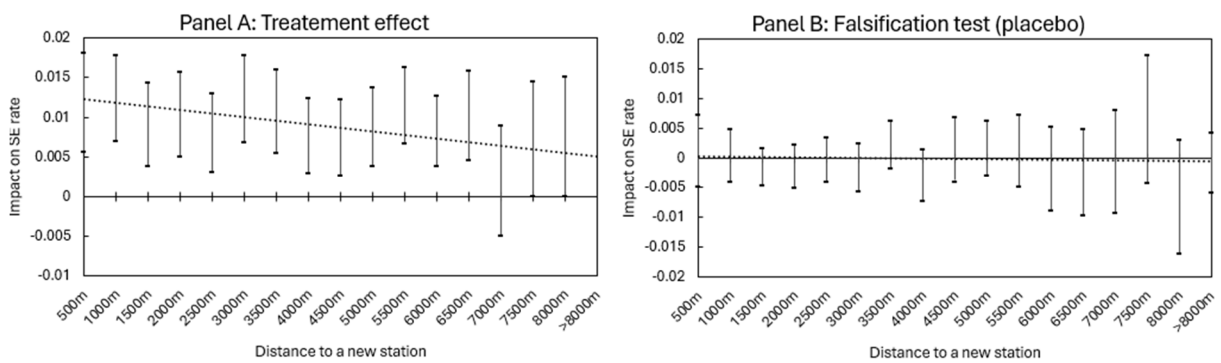 Panel A: Treatement effect
0.02
0.015
0.01
0.005
0
-0.005
-0.01
Impact on SE rate
500m
1000m
1500m
2000m
2500m
3000m
3500m
4000m
4500m
5000m
5500m
6000m
6500m
7000m
7500m
8000m
>8000m
Distance to a new station
Panel B: Falsification test (placebo)
0.02
0.015
0.01
0.005
0
-0.005
-0.01
-0.015
-0.02
Impact on SE rate
500m
1000m
1500m
2000m
2500m
3000m
3500m
4000m
4500m
5000m
5500m
6000m
6500m
7000m
7500m
8000m
>8000m
Distance to a new station